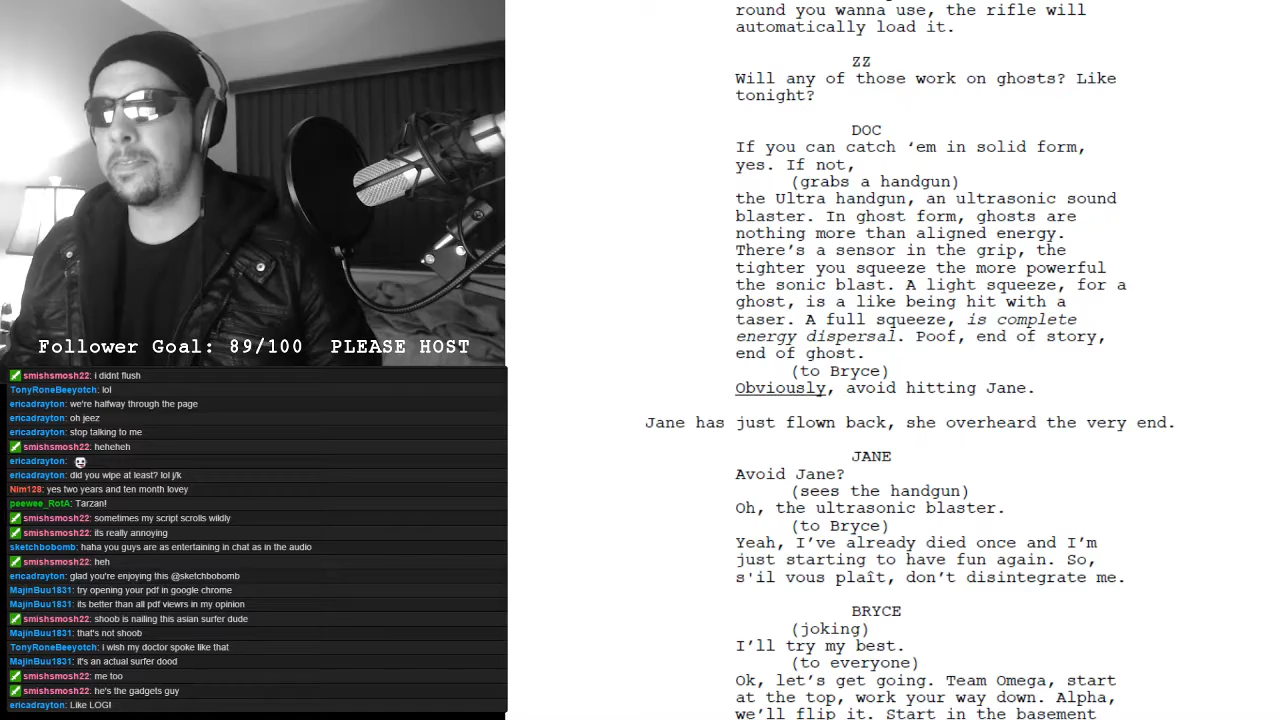 Follower Goal: 89/100 PLEASE HOST
smishsmosh22: i didnt flush
TonyRoneBeeyotch: lol
ericadrayton: we're halfway through the page
ericadrayton: oh jeez
ericadrayton: stop talking to me
smishsmosh22: heheheh
ericadrayton:
ericadrayton: did you wipe at least? lol j/k
Nim128: yes two years and ten month lovey
peewee_RotA: Tarzan!
smishsmosh22: sometimes my script scrolls wildly
smishsmosh22: its really annoying
sketchbobomb: haha you guys are as entertaining in chat as in the audio
smishsmosh22: heh
ericadrayton: glad you're enjoying this @sketchbobomb
MajinBuu1831: try opening your pdf in google chrome
MajinBuu1831: its better than all pdf viewrs in my opinion
smishsmosh22: shoob is nailing this asian surfer dude
MajinBuu1831: that's not shoob
TonyRoneBeeyotch: i wish my doctor spoke like that
MajinBuu1831: it's an actual surfer dood
smishsmosh22: me too
smishsmosh22: he's the gadgets guy
ericadrayton: Like LOG!
round you wanna use, the rifle will
automatically load it.
ZZ
Will any of those work on ghosts? Like
tonight?
DOC
If you can catch ‘em in solid form,
yes. If not,
(grabs a handgun)
the Ultra handgun, an ultrasonic sound
blaster. In ghost form, ghosts are
nothing more than aligned energy.
There’s a sensor in the grip, the
tighter you squeeze the more powerful
the sonic blast. A light squeeze, for a
ghost, is a like being hit with a
taser. A full squeeze, is complete
energy dispersal. Poof, end of story,
end of ghost.
(to Bryce)
Obviously, avoid hitting Jane.
Jane has just flown back, she overheard the very end.
JANE
Avoid Jane?
(sees the handgun)
Oh, the ultrasonic blaster.
(to Bryce)
Yeah, I’ve already died once and I’m
just starting to have fun again. So,
s'il vous plaît, don’t disintegrate me.
BRYCE
(joking)
I’ll try my best.
(to everyone)
Ok, let’s get going. Team Omega, start
at the top, work your way down. Alpha,
we’ll flip it. Start in the basement